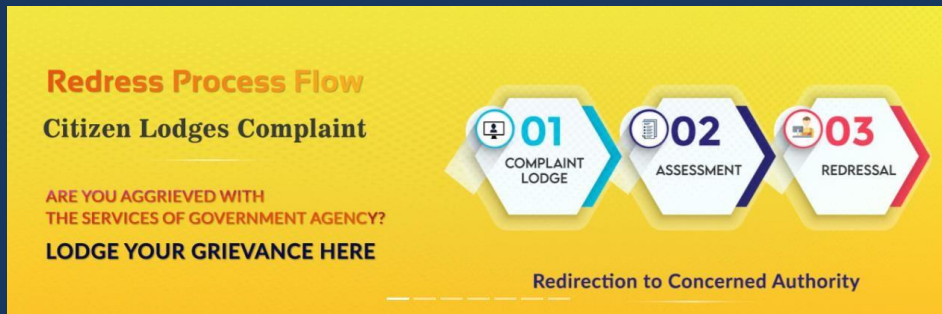 Redress Process Flow
Citizen Lodges Complaint
ARE YOU AGGRIEVED WITH
THE SERVICES OF GOVERNMENT AGENCY?
LODGE YOUR GRIEVANCE HERE
01
COMPLAINT
LODGE
02
ASSESSMENT
03
REDRESSAL
Redirection to Concerned Authority